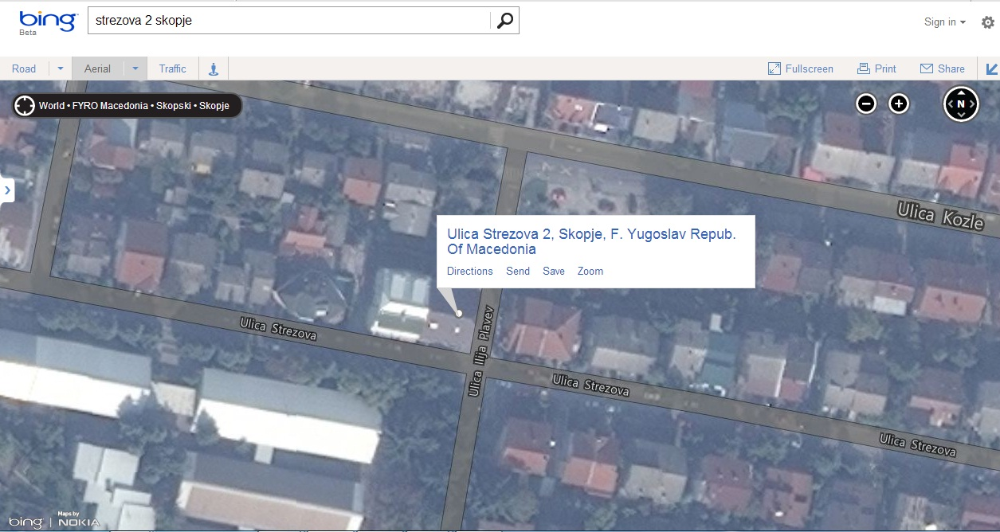 bing
Beta
strezova 2 skopje
Sign in
Road
Aerial
Traffic
Fullscreen
Print
Share
World • FYRO Macedonia • Skopski • Skopje
N
Ulica Kozle
Ulica Strezova 2, Skopje, F. Yugoslav Repub.
Of Macedonia
Directions Send Save Zoom
Ulica Strezova
Ulica Ilija Plavev
Ulica Strezova
Ulica Strezova
bing
Maps by
NOKIA